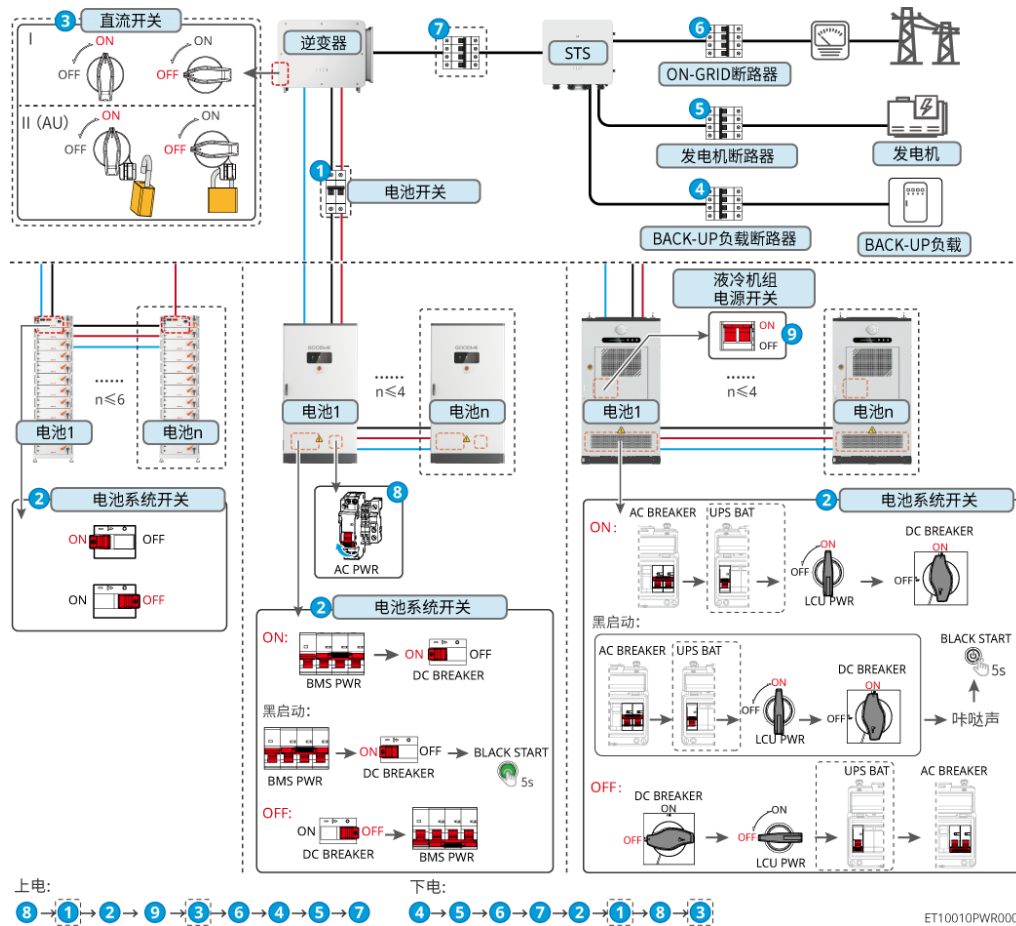 3 直流开关
I
ON
OFF
ON
OFF
II (AU)
ON
OFF
ON
OFF
逆变器
7
STS
6
ON-GRID断路器
5
发电机断路器
发电机
4
BACK-UP负载断路器
BACK-UP负载
1
电池开关
......
n≤6
电池1
电池n
2 电池系统开关
ON OFF
ON OFF
GOODWE
GOODWE
......
n≤4
电池1
电池n
8
AC PWR
2 电池系统开关
ON:
BMS PWR
ON OFF
DC BREAKER
黑启动:
BMS PWR
ON OFF
DC BREAKER
BLACK START
5s
OFF:
ON OFF
DC BREAKER
BMS PWR
液冷机组
电源开关
ON
OFF
9
......
n≤4
电池1
电池n
2 电池系统开关
ON:
AC BREAKER
UPS BAT
ON
OFF
LCU PWR
DC BREAKER
ON
OFF
黑启动:
AC BREAKER
UPS BAT
ON
OFF
LCU PWR
DC BREAKER
ON
OFF
咔哒声
BLACK START
5s
OFF:
DC BREAKER
ON
OFF
ON
OFF
LCU PWR
UPS BAT
AC BREAKER
上电:
8 → 1 → 2 → 9 → 3 → 6 → 4 → 5 → 7
下电:
4 → 5 → 6 → 7 → 2 → 1 → 8 → 3
ET10010PWR000